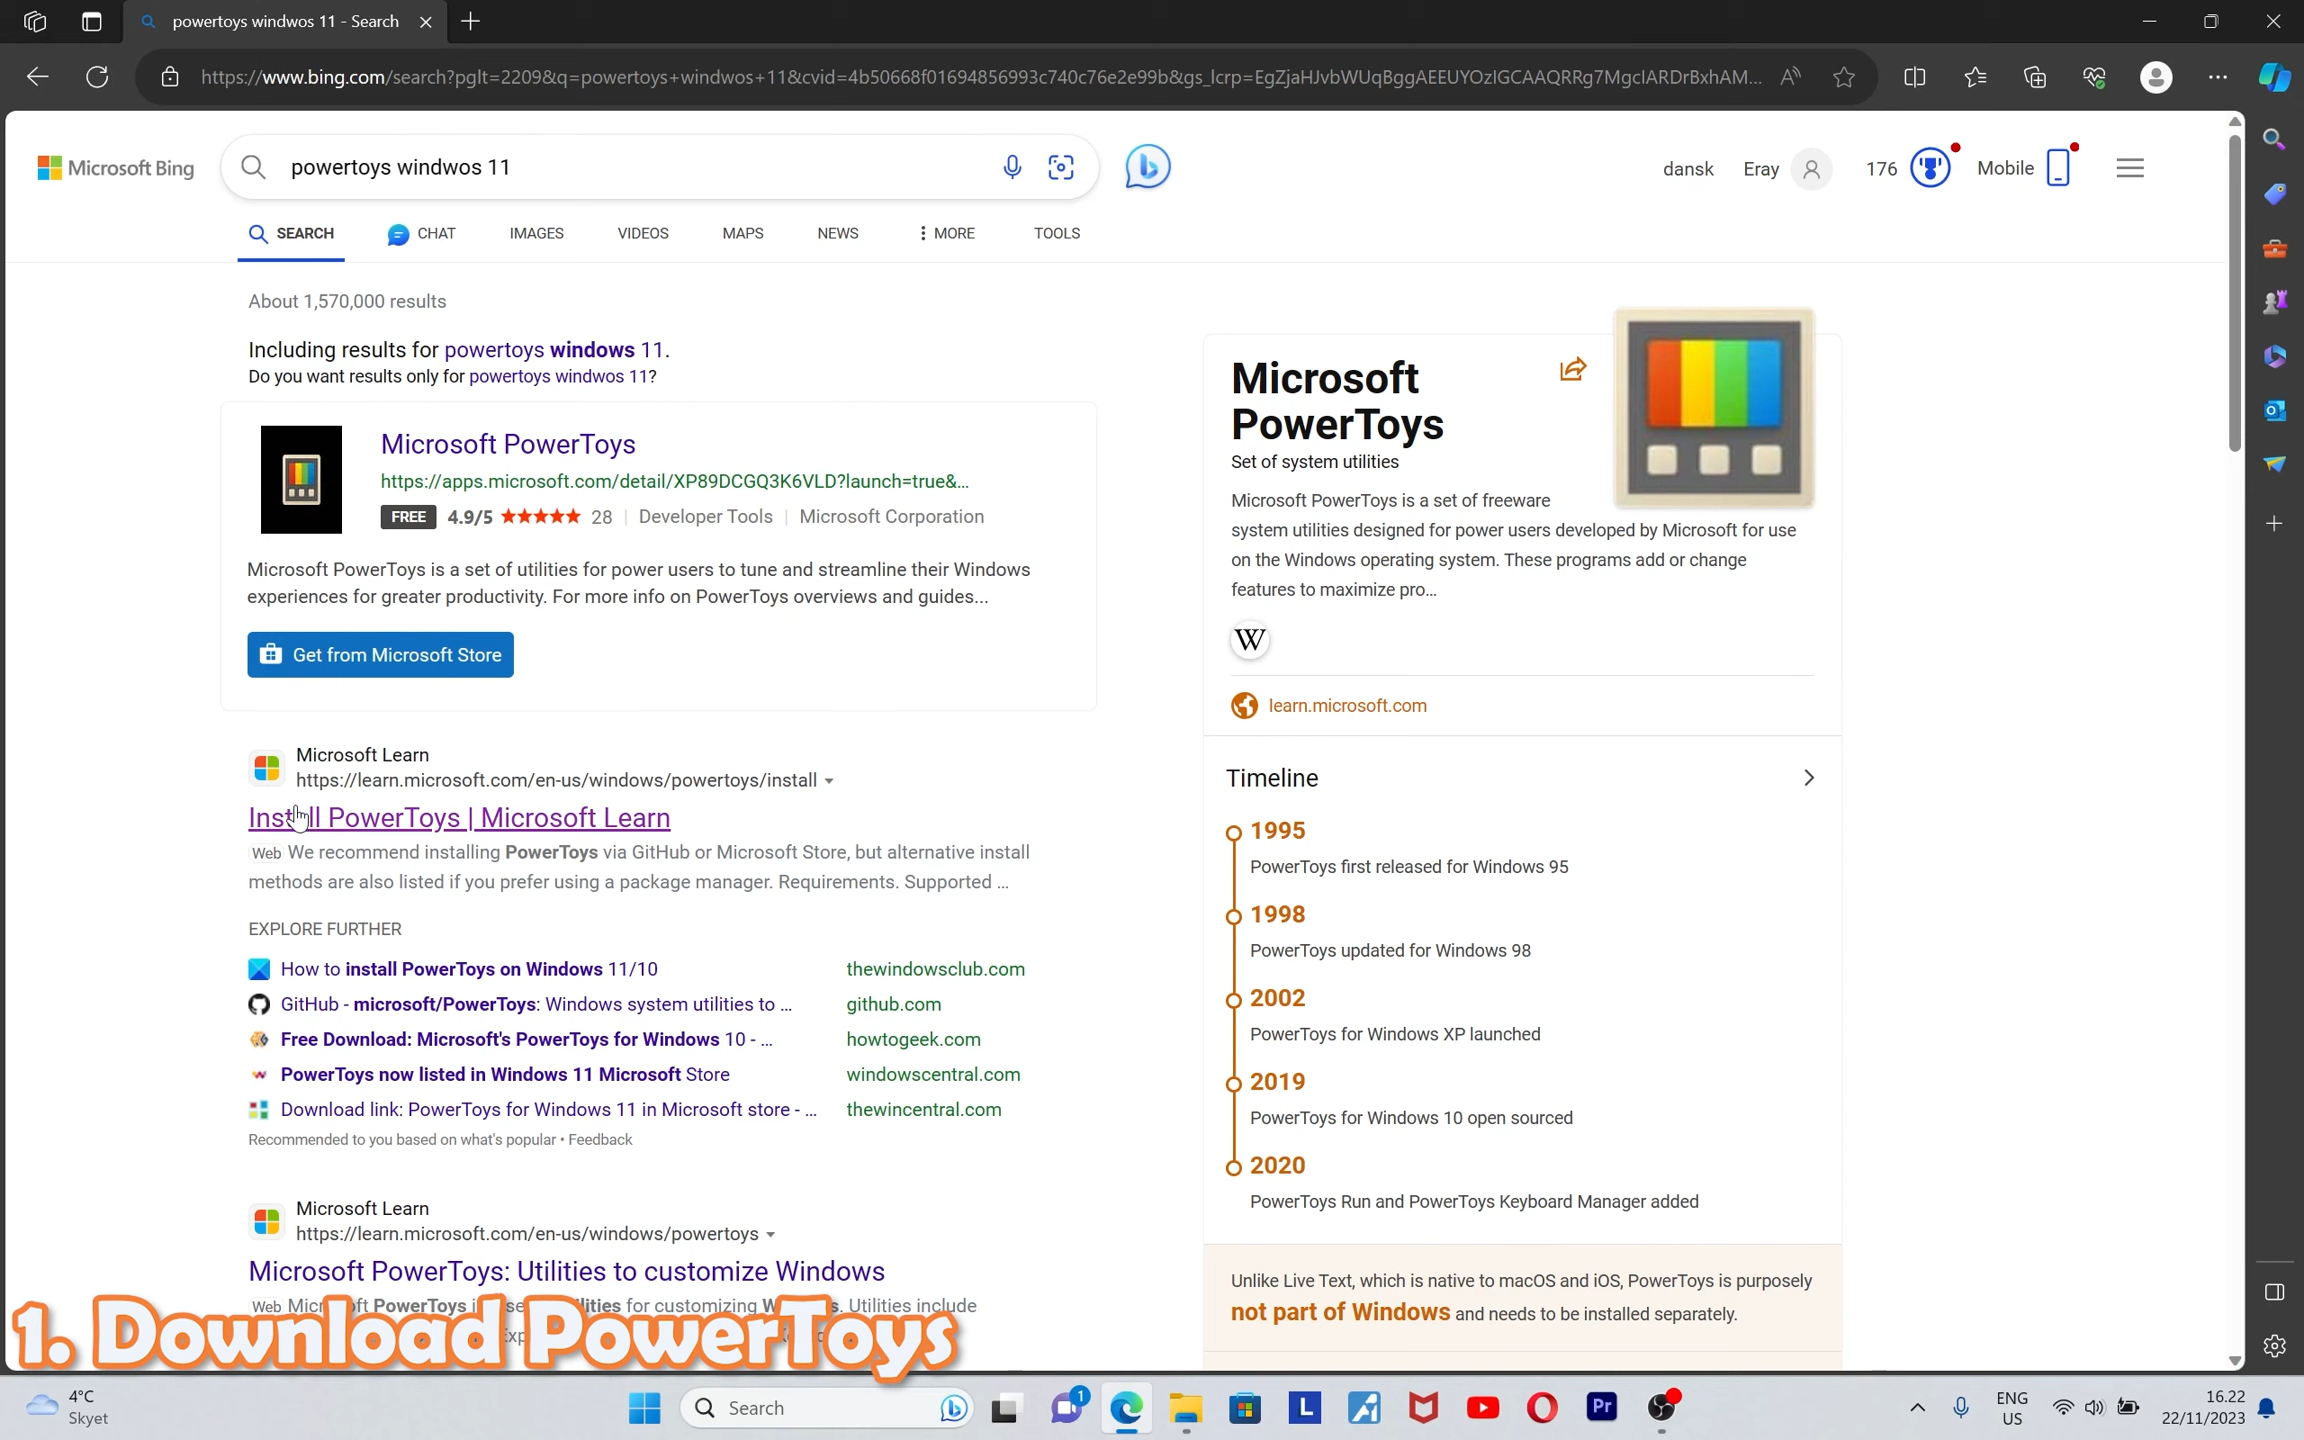 powertoys windwos 11 - Search
https://www.bing.com/search?pglt=2209&q=powertoys+windwos+11&cvid=4b50668f01694856993c740c76e2e99b&gs_lcrp=EgZjaHJvbWUqBggAEEUYOzIGCAAQRRg7MgcIARDrBxhAM...
Microsoft Bing
powertoys windwos 11
dansk
Eray
176
Mobile
SEARCH
CHAT
IMAGES
VIDEOS
MAPS
NEWS
MORE
TOOLS
About 1,570,000 results
Including results for powertoys windows 11.
Do you want results only for powertoys windwos 11?
Microsoft PowerToys
https://apps.microsoft.com/detail/XP89DCGQ3K6VLD?launch=true&...
FREE 4.9/5 28 | Developer Tools | Microsoft Corporation
Microsoft PowerToys is a set of utilities for power users to tune and streamline their Windows
experiences for greater productivity. For more info on PowerToys overviews and guides...
Get from Microsoft Store
Microsoft Learn
https://learn.microsoft.com/en-us/windows/powertoys/install
Install PowerToys | Microsoft Learn
Web We recommend installing PowerToys via GitHub or Microsoft Store, but alternative install
methods are also listed if you prefer using a package manager. Requirements. Supported ...
EXPLORE FURTHER
How to install PowerToys on Windows 11/10 thewindowsclub.com
GitHub - microsoft/PowerToys: Windows system utilities to ... github.com
Free Download: Microsoft's PowerToys for Windows 10 - ... howtogeek.com
PowerToys now listed in Windows 11 Microsoft Store windowscentral.com
Download link: PowerToys for Windows 11 in Microsoft store - ... thewincentral.com
Recommended to you based on what's popular • Feedback
Microsoft Learn
https://learn.microsoft.com/en-us/windows/powertoys
Microsoft PowerToys: Utilities to customize Windows
Web PowerToys for customizing Utilities include
1. Download PowerToys
Microsoft
PowerToys
Set of system utilities
Microsoft PowerToys is a set of freeware
system utilities designed for power users developed by Microsoft for use
on the Windows operating system. These programs add or change
features to maximize pro...
W
learn.microsoft.com
Timeline
1995
PowerToys first released for Windows 95
1998
PowerToys updated for Windows 98
2002
PowerToys for Windows XP launched
2019
PowerToys for Windows 10 open sourced
2020
PowerToys Run and PowerToys Keyboard Manager added
Unlike Live Text, which is native to macOS and iOS, PowerToys is purposely
not part of Windows and needs to be installed separately.
4°C
Skyet
Search
1
L
Pr
ENG
US
16.22
22/11/2023